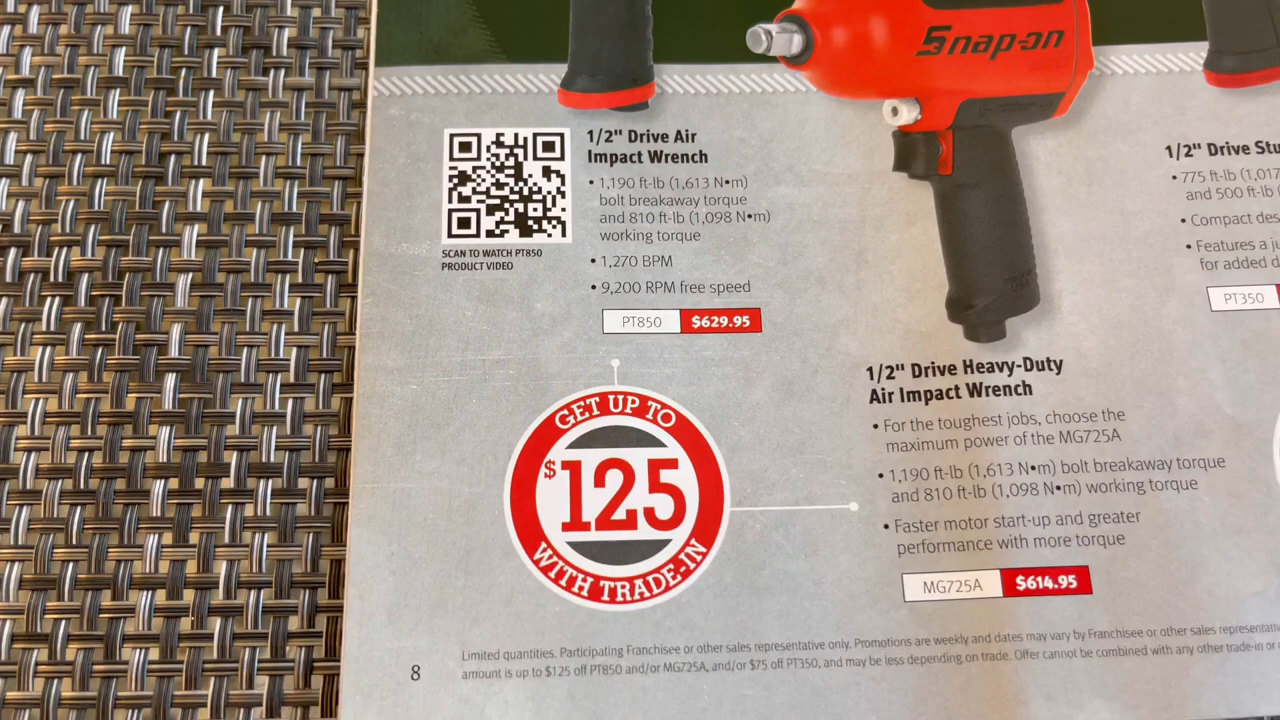 Snap-on
1/2" Drive Air
Impact Wrench
• 1,190 ft-lb (1,613 N•m)
bolt breakaway torque
and 810 ft-lb (1,098 N•m)
working torque
• 1,270 BPM
• 9,200 RPM free speed
PT850 $629.95
SCAN TO WATCH PT850
PRODUCT VIDEO
1/2" Drive Stu
• 775 ft-lb (1,017
and 500 ft-lb
• Compact des
• Features a ju
for added d
PT350
GET UP TO
$125
WITH TRADE-IN
1/2" Drive Heavy-Duty
Air Impact Wrench
• For the toughest jobs, choose the
maximum power of the MG725A
• 1,190 ft-lb (1,613 N•m) bolt breakaway torque
and 810 ft-lb (1,098 N•m) working torque
• Faster motor start-up and greater
performance with more torque
MG725A $614.95
Limited quantities. Participating Franchisee or other sales representative only. Promotions are weekly and dates may vary by Franchisee or other sales representativ
amount is up to $125 off PT850 and/or MG725A, and/or $75 off PT350, and may be less depending on trade. Offer cannot be combined with any other trade-in or
8